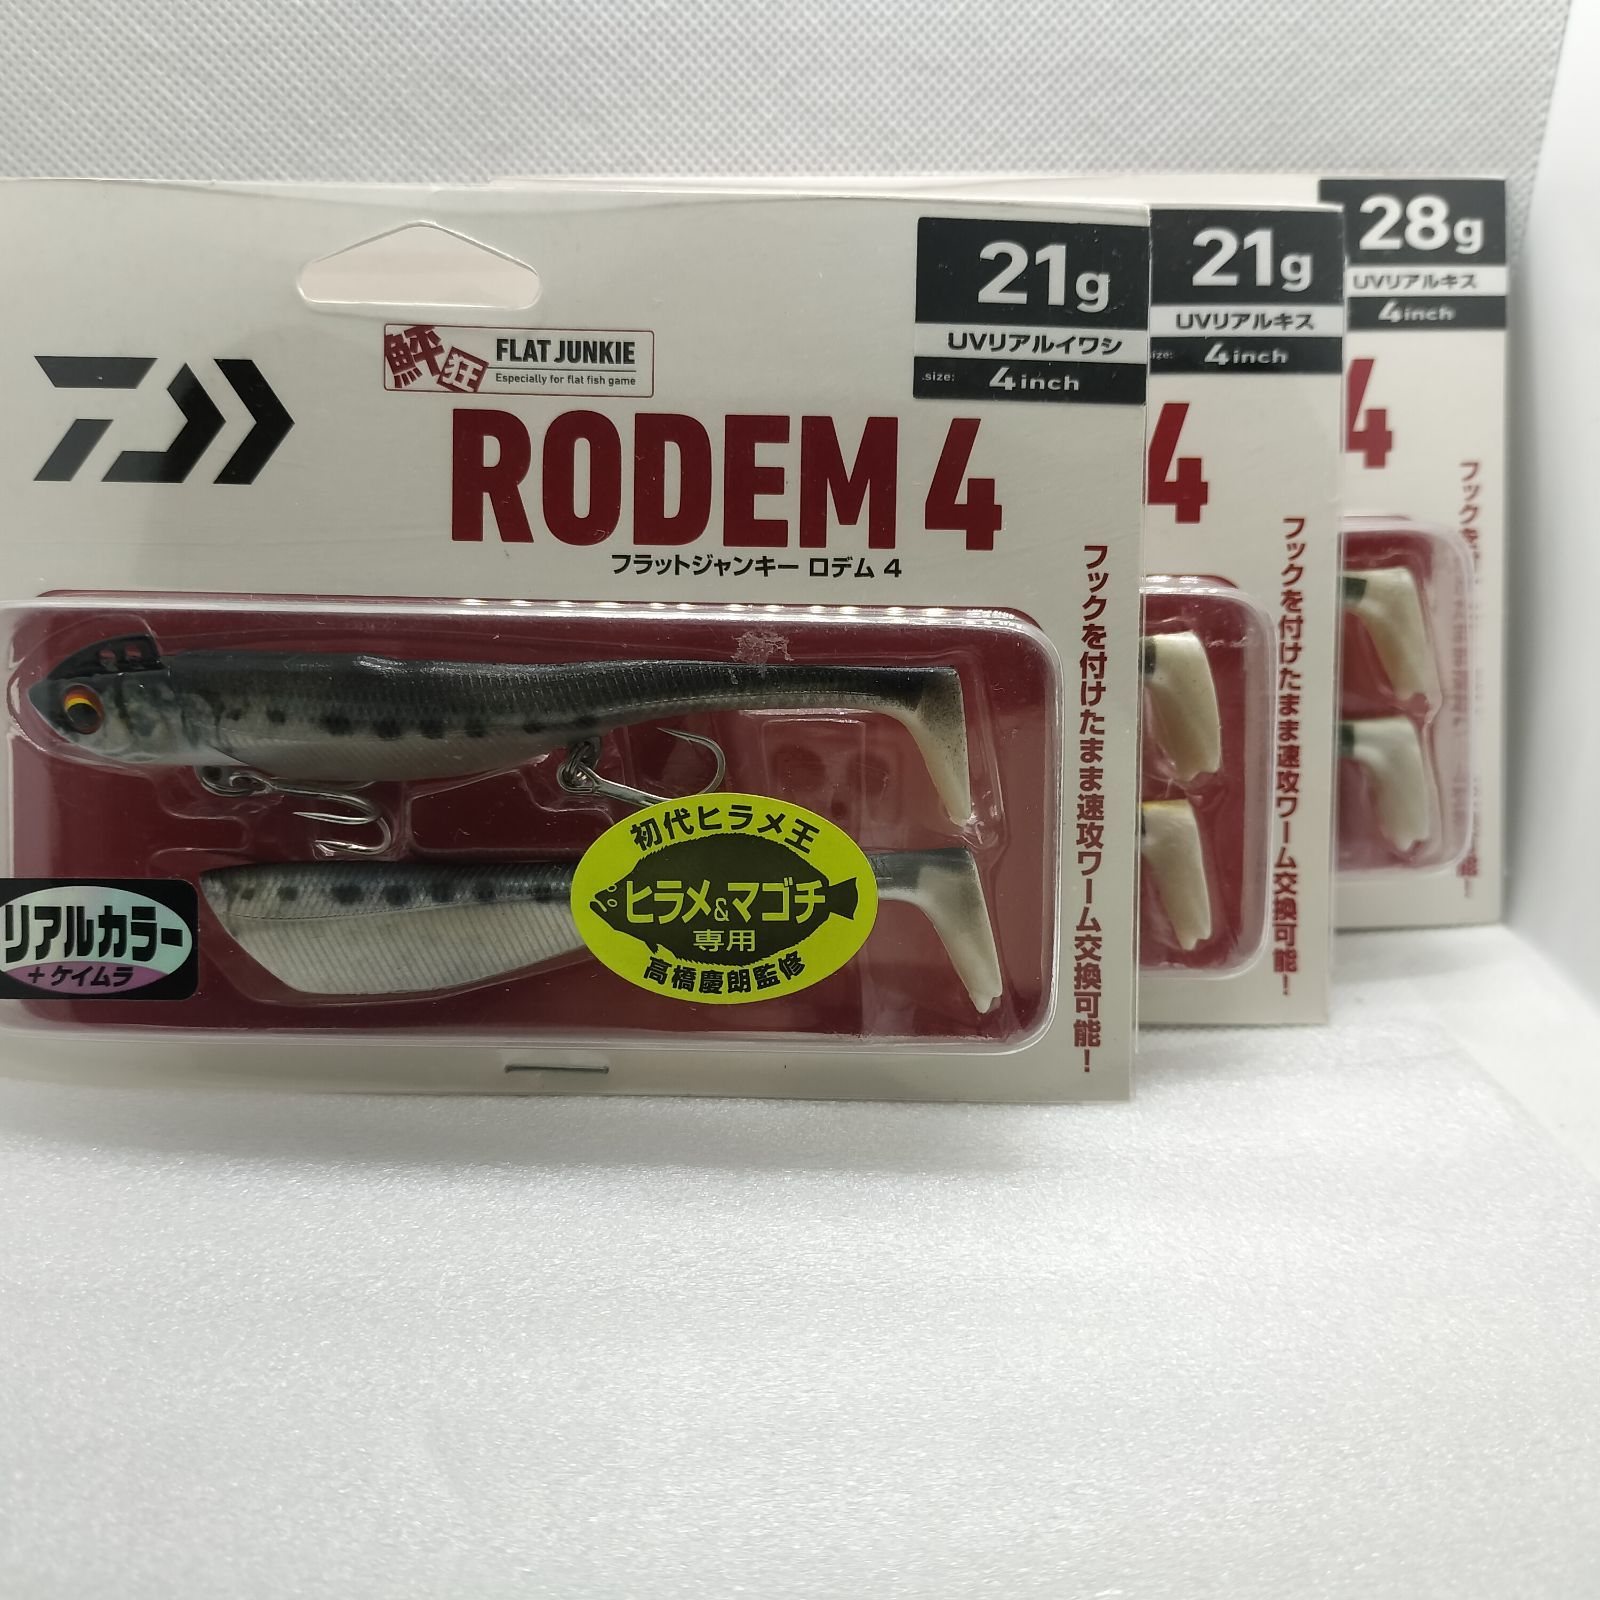 21g
UVリアルイワシ
size: 4inch
鮃狂
FLAT JUNKIE
Especially for flat fish game
RODEM 4
フラットジャンキー ロデム 4
フックを付けたまま速攻ワーム交換可能！
初代ヒラメ王
ヒラメ&マゴチ
専用
高橋慶朗監修
リアルカラー
+ケイムラ
21g
UVリアルキス
size: 4inch
4
フックを付けたまま速攻ワーム交換可能！
28g
UVリアルキス
4inch
4
フックを
能！